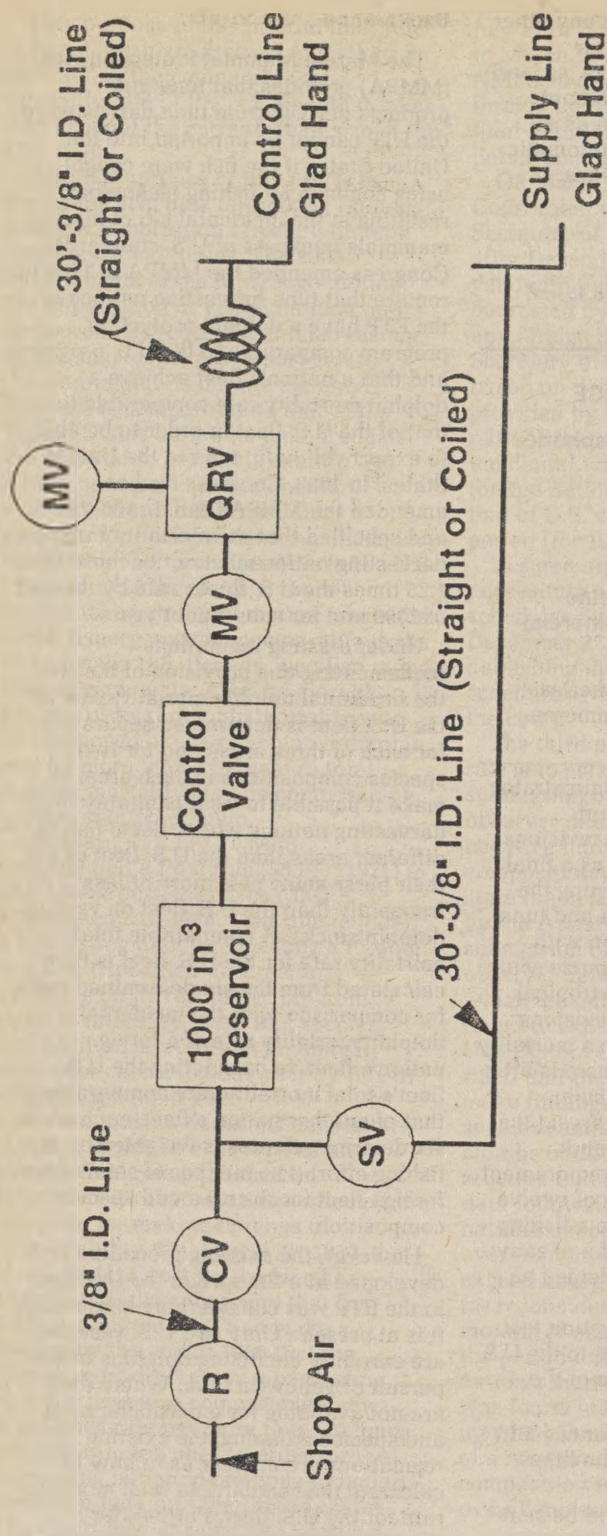 3/8" I.D. Line
MV
30'-3/8" I.D. Line
(Straight or Coiled)
R
CV
1000 in³
Reservoir
Control
Valve
MV
QRV
Control Line
Glad Hand
Shop Air
SV
30'-3/8" I.D. Line (Straight or Coiled)
Supply Line
Glad Hand